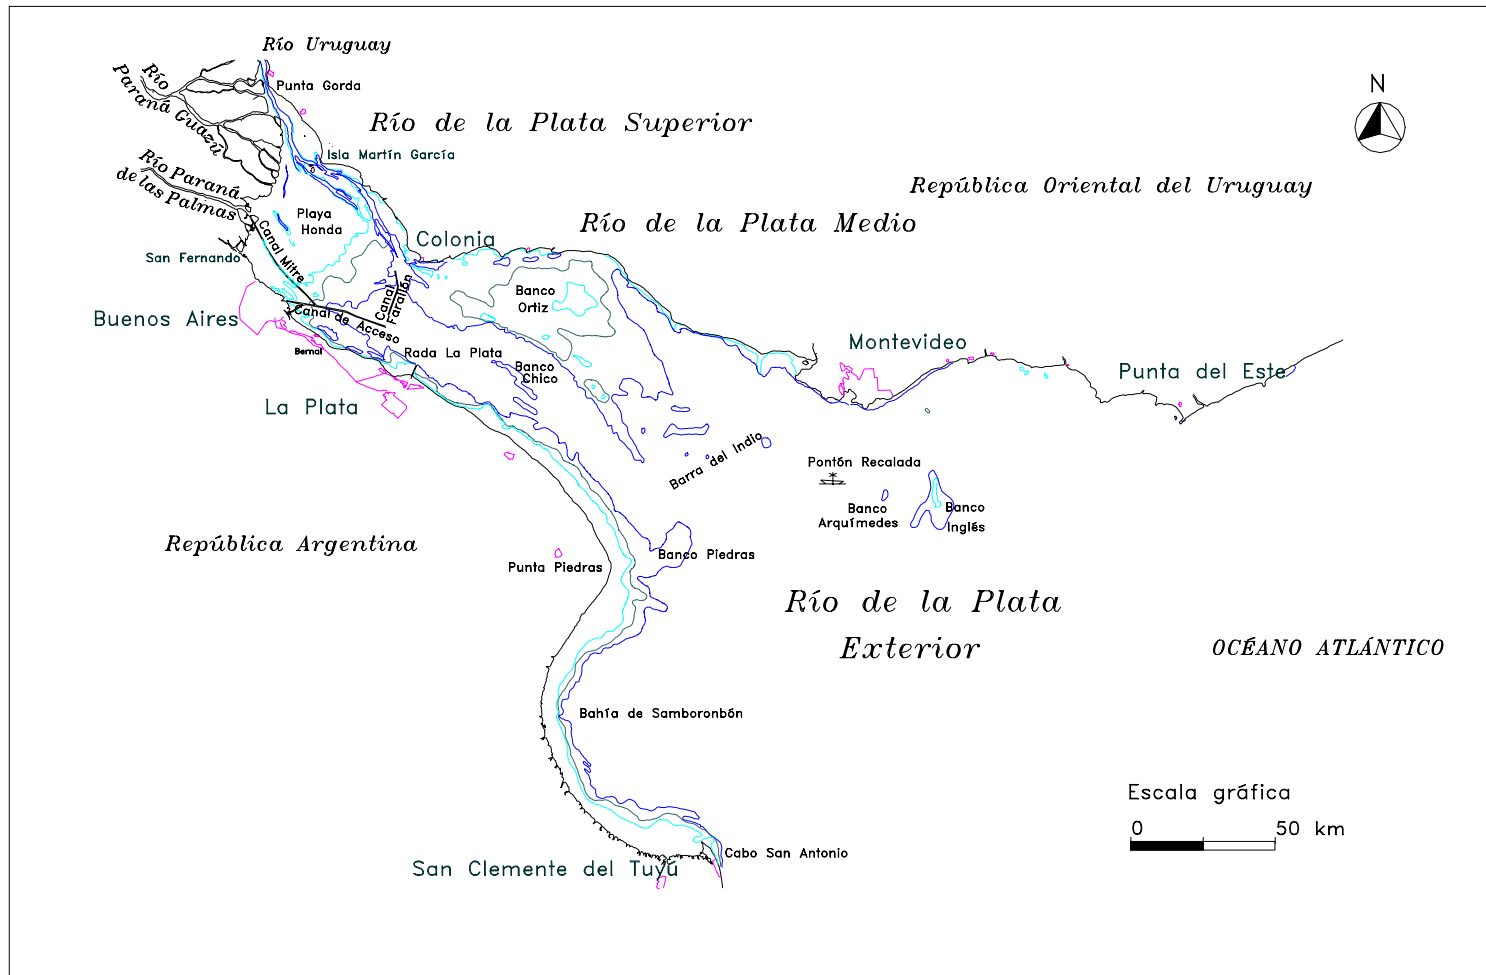 Río Uruguay
Río
Paraná Guazú
Punta Gorda
N
Río de la Plata Superior
Isla Martín García
Río Paraná
de las Palmas
República Oriental del Uruguay
Playa
Honda
Río de la Plata Medio
Colonia
Canal Mitre
San Fernando
Canal
Farallón
Banco
Ortiz
Buenos Aires
Canal de Acceso
Bernal
Rada La Plata
Banco
Chico
Montevideo
Punta del Este
La Plata
Barra del Indio
Pontón Recalada
Banco
Arquímedes
Banco
Inglés
República Argentina
Punta Piedras
Banco Piedras
Río de la Plata
Exterior
OCÉANO ATLÁNTICO
Bahía de Samboronbón
Escala gráfica
0 50 km
Cabo San Antonio
San Clemente del Tuyú